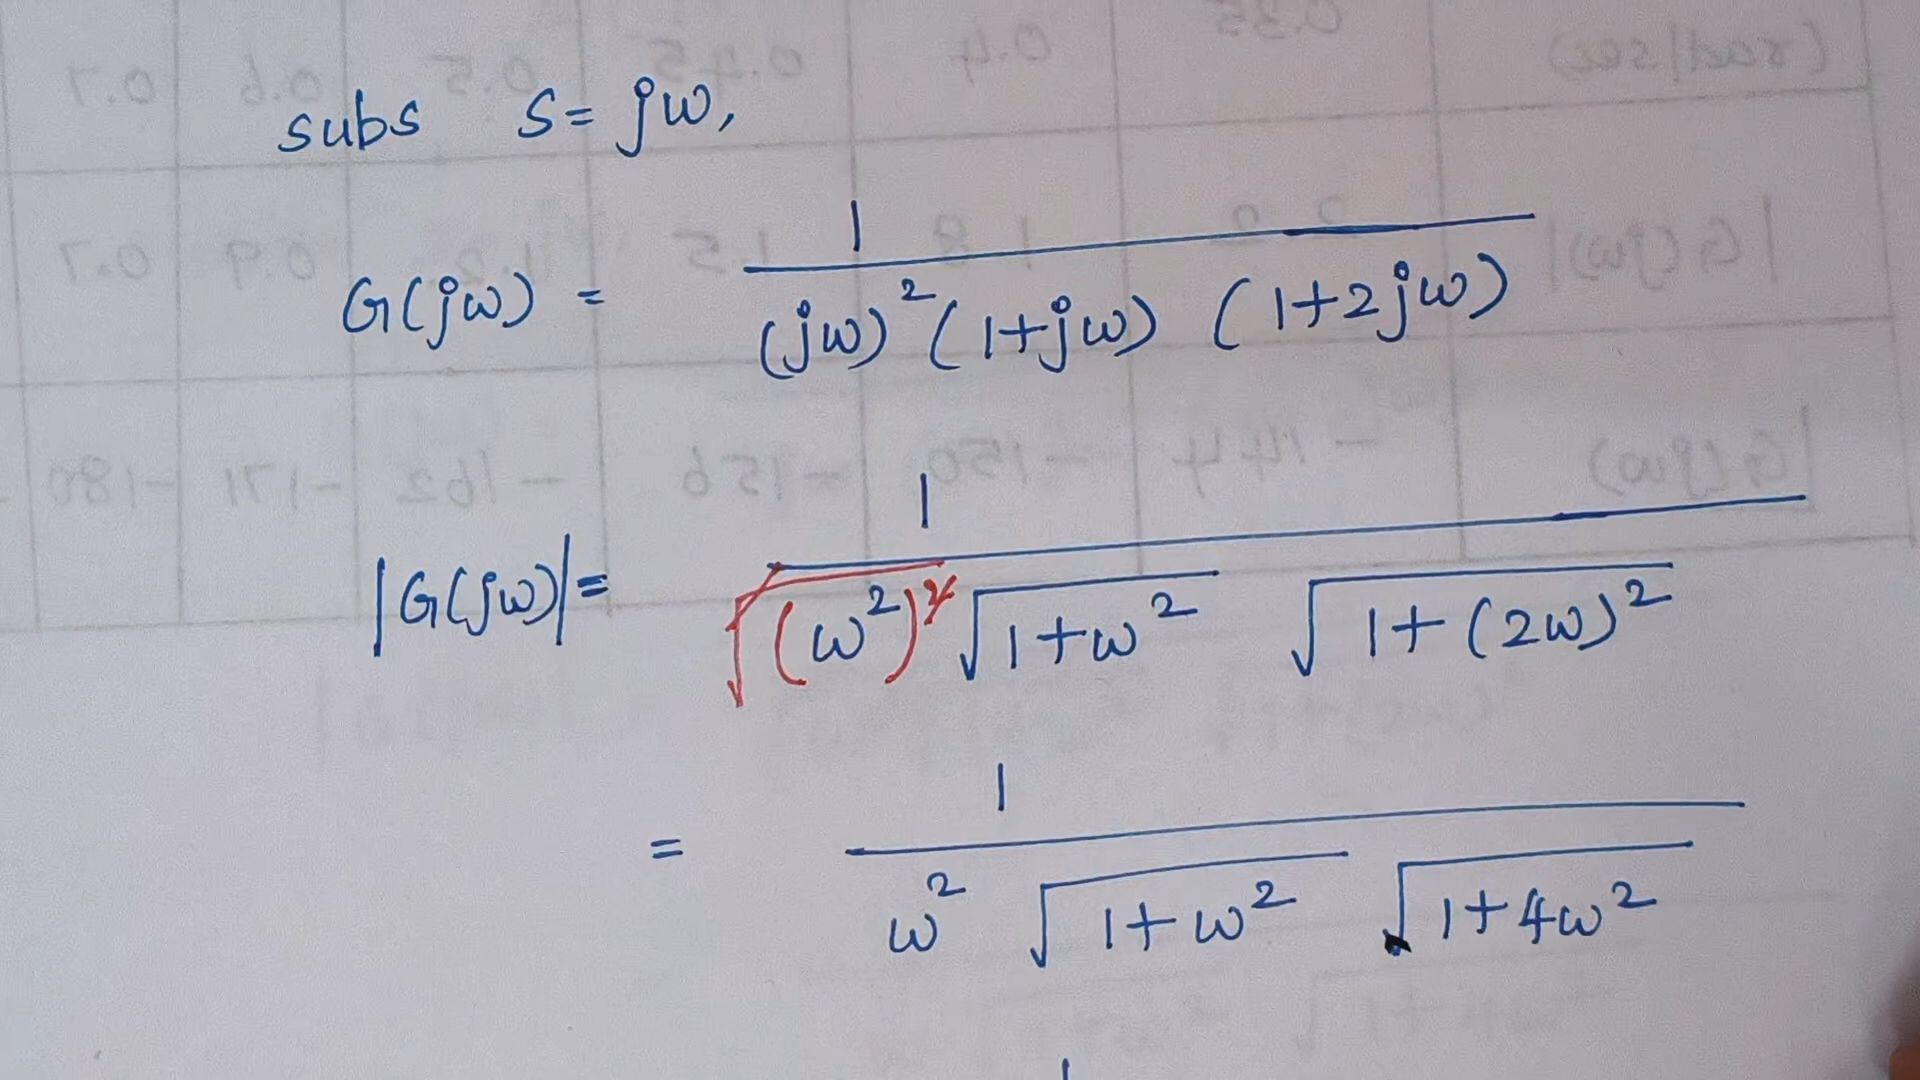 subs s = jω,
G(jω) = 1 / (jω)² (1+jω) (1+2jω)
|G(jω)| = 1 / √(ω²)² √1+ω² √1+(2ω)²
= 1 / ω² √1+ω² √1+4ω²